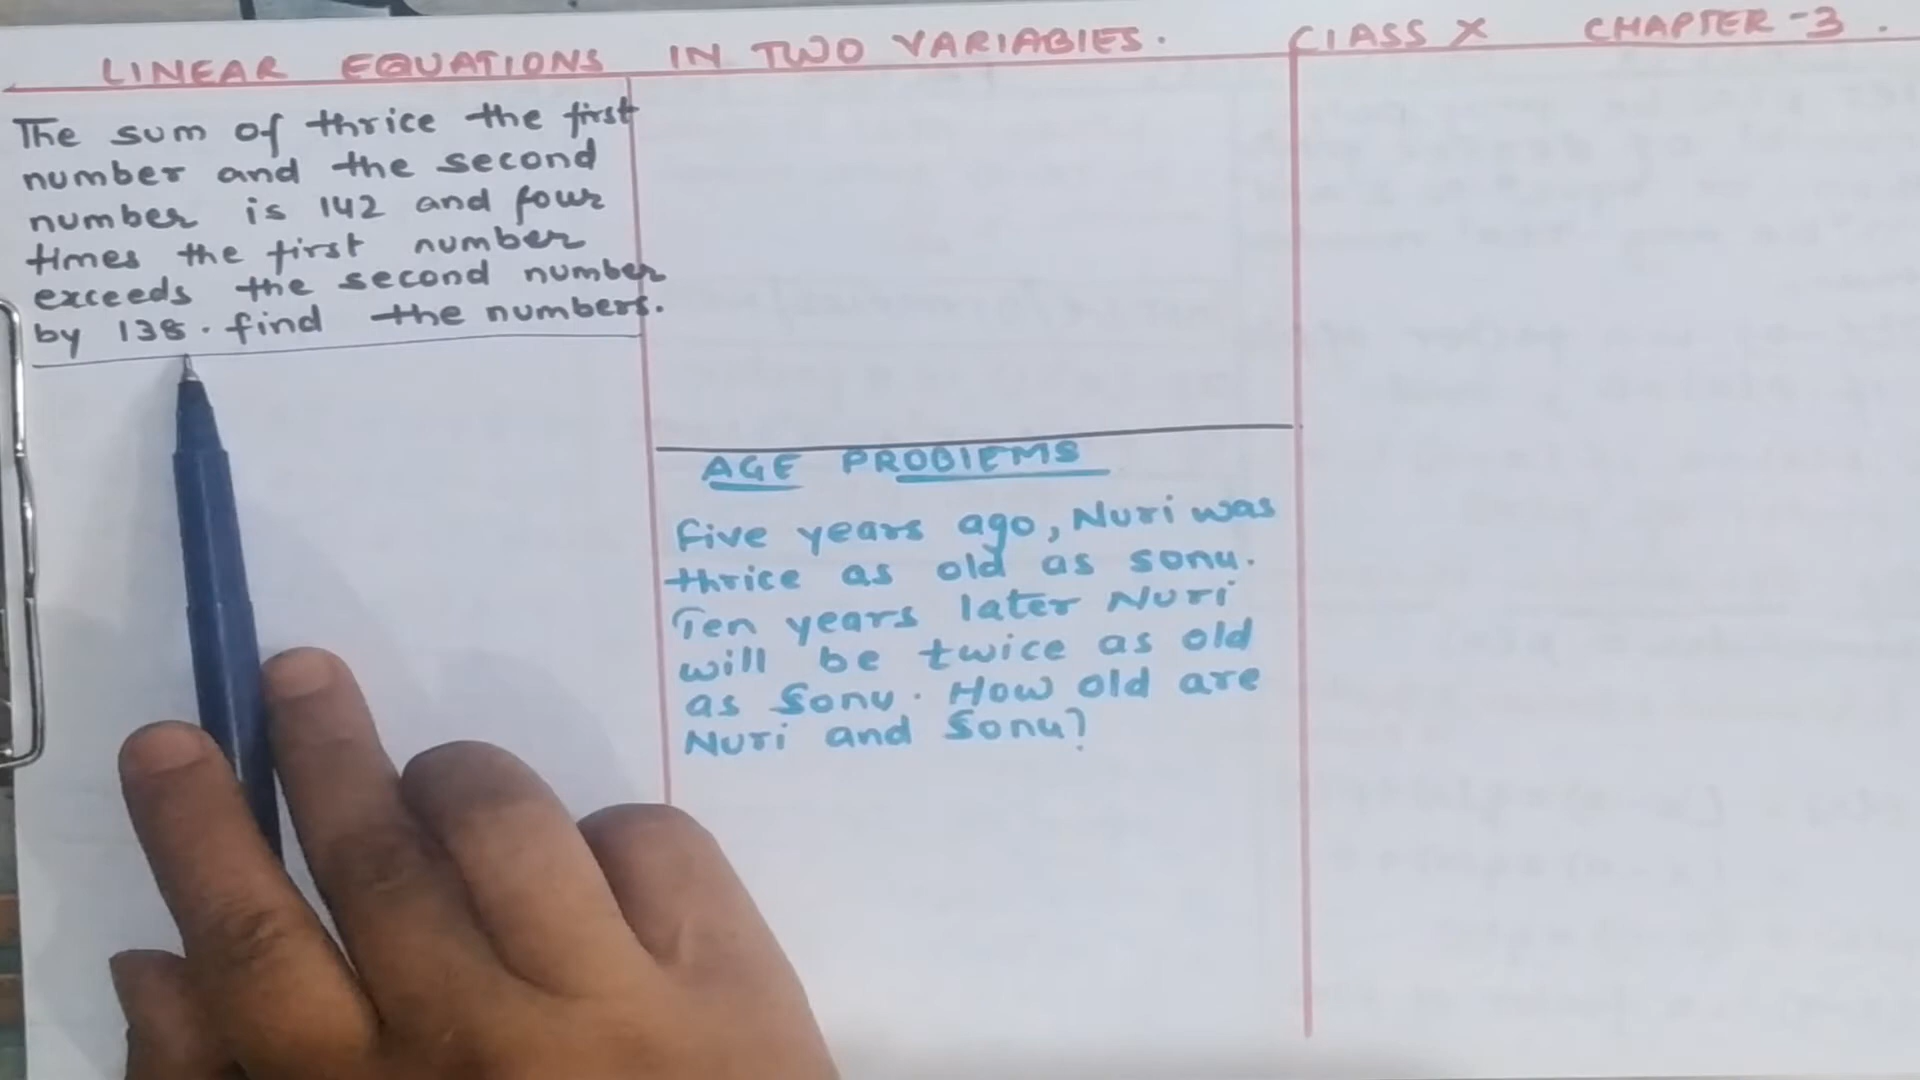 LINEAR EQUATIONS IN TWO VARIABLES. CLASS X CHAPTER-3.
The sum of thrice the first
number and the second
number is 142 and four
times the first number
exceeds the second number
by 138. find the numbers.
AGE PROBLEMS
Five years ago, Nuri was
thrice as old as sonu.
Ten years later Nuri
will be twice as old
as Sonu. How old are
Nuri and Sonu?